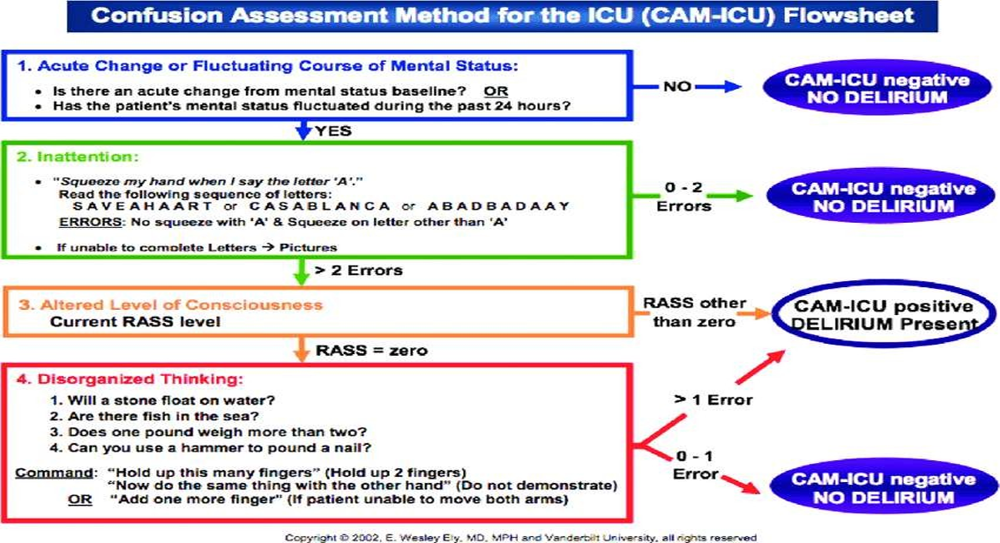 Confusion Assessment Method for the ICU (CAM-ICU) Flowsheet
1. Acute Change or Fluctuating Course of Mental Status:
• Is there an acute change from mental status baseline? OR
• Has the patient's mental status fluctuated during the past 24 hours?
NO
CAM-ICU negative
NO DELIRIUM
YES
2. Inattention:
• "Squeeze my hand when I say the letter 'A'."
Read the following sequence of letters:
S A V E A H A A R T or C A S A B L A N C A or A B A D B A D A A Y
ERRORS: No squeeze with 'A' & Squeeze on letter other than 'A'
• If unable to complete Letters → Pictures
0 - 2
Errors
CAM-ICU negative
NO DELIRIUM
> 2 Errors
3. Altered Level of Consciousness
Current RASS level
RASS other
than zero
CAM-ICU positive
DELIRIUM Present
RASS = zero
4. Disorganized Thinking:
1. Will a stone float on water?
2. Are there fish in the sea?
3. Does one pound weigh more than two?
4. Can you use a hammer to pound a nail?
Command: "Hold up this many fingers" (Hold up 2 fingers)
"Now do the same thing with the other hand" (Do not demonstrate)
OR "Add one more finger" (If patient unable to move both arms)
> 1 Error
0 - 1
Error
CAM-ICU negative
NO DELIRIUM
Copyright © 2002, E. Wesley Ely, MD, MPH and Vanderbilt University, all rights reserved